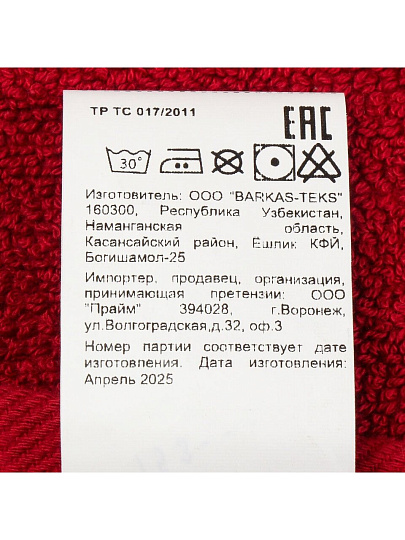 ТР ТС 017/2011
ЕАС
30°
Изготовитель: ООО "BARKAS-TEKS"
160300, Республика Узбекистан,
Наманганская область,
Касансайский район, Ёшлик КФЙ,
Богишамол-25
Импортер, продавец, организация,
принимающая претензии: ООО
"Прайм" 394028, г.Воронеж,
ул.Волгоградская,д.32, оф.3
Номер партии соответствует дате
изготовления. Дата изготовления:
Апрель 2025